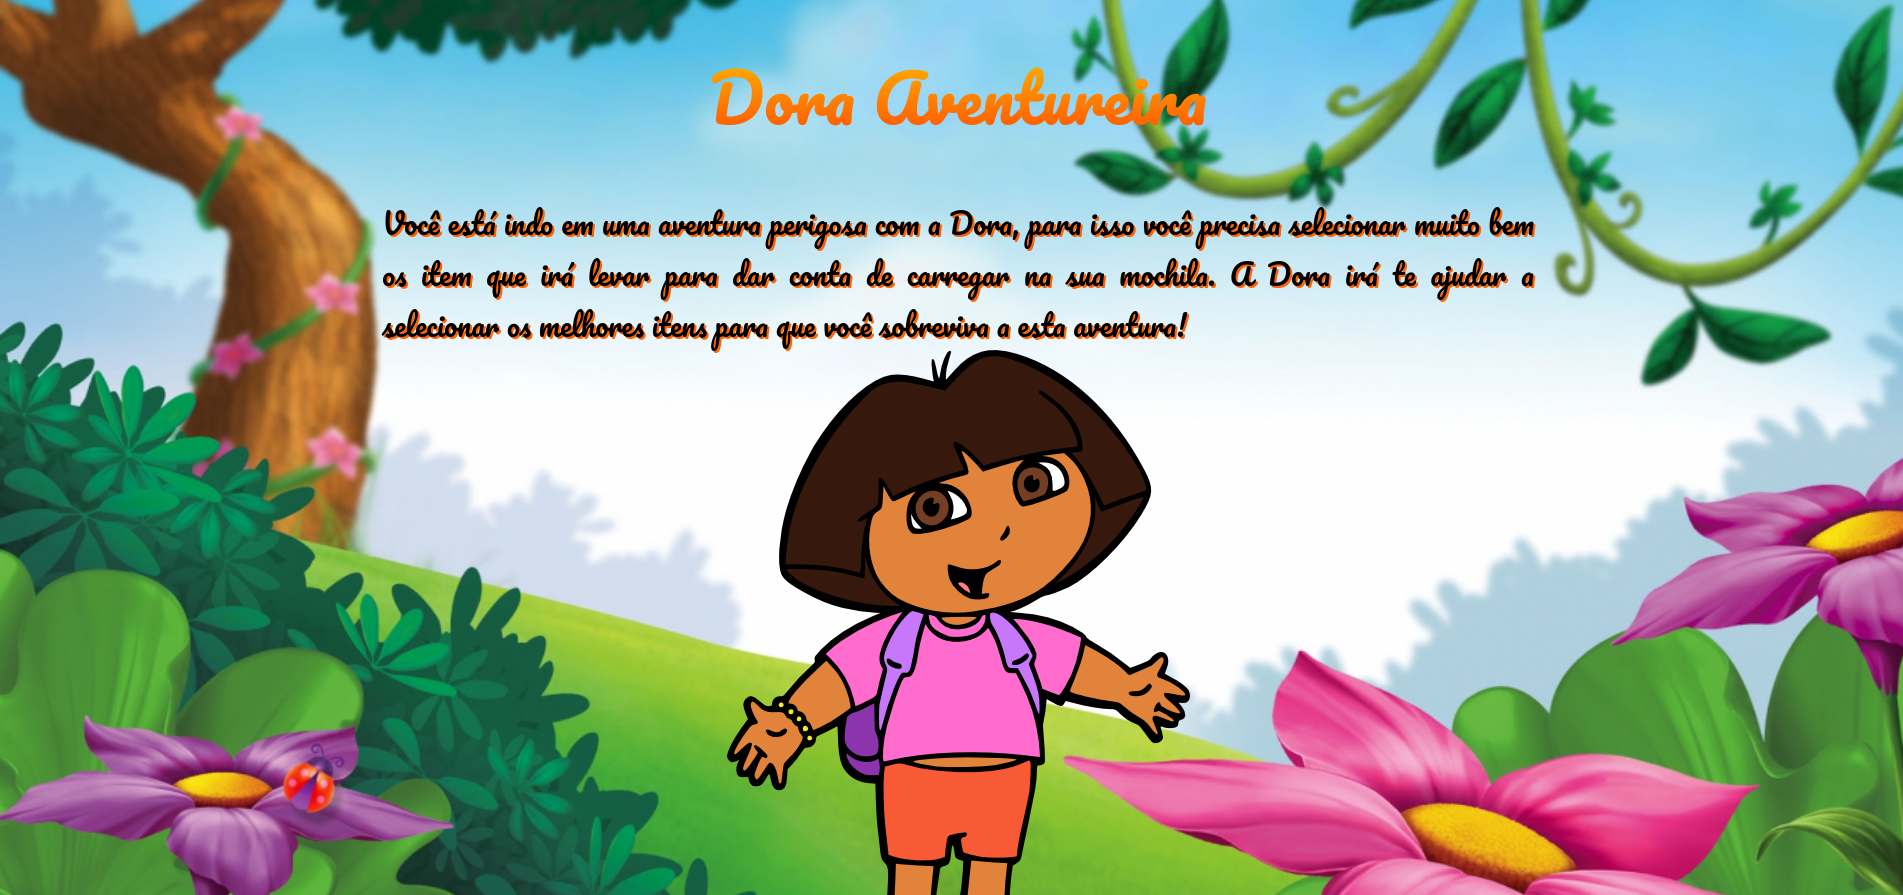 Dora Aventureira
Você está indo em uma aventura perigosa com a Dora, para isso você precisa selecionar muito bem
os item que irá levar para dar conta de carregar na sua mochila. A Dora irá te ajudar a
selecionar os melhores itens para que você sobreviva a esta aventura!